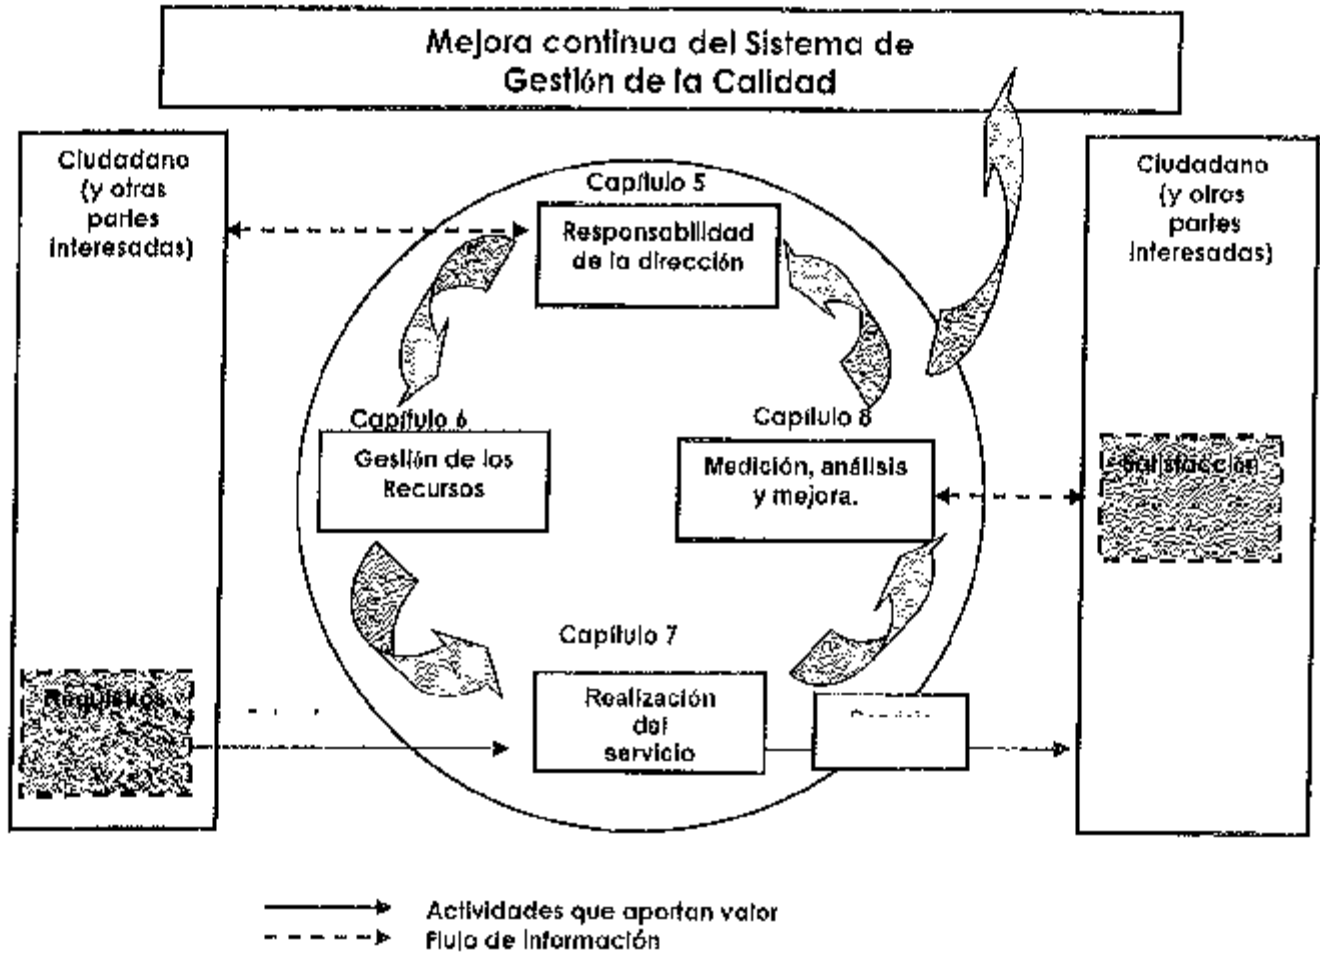 Mejora continua del Sistema de
Gestión de la Calidad
Ciudadano
(y otras
partes
interesadas)
Capítulo 5
Responsabilidad
de la dirección
Ciudadano
(y otras
partes
interesadas)
Capítulo 6
Gestión de los
Recursos
Capítulo 8
Medición, análisis
y mejora.
Satisfacción
Capítulo 7
Realización
del
servicio
Requisitos
Actividades que aportan valor
Flujo de información